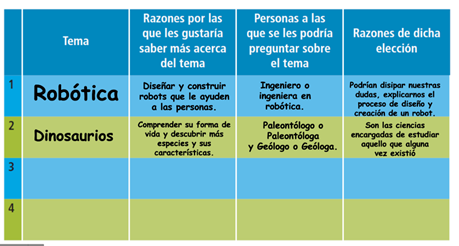 Tema
Razones por las
que les gustaría
saber más acerca
del tema
Personas a las
que se les podría
preguntar sobre
el tema
Razones de dicha
elección
1
Robótica
Diseñar y construir
robots que le ayuden
a las personas.
Ingeniero o
ingeniera en
robótica.
Podrían disipar nuestras
dudas, explicarnos el
proceso de diseño y
creación de un robot.
2
Dinosaurios
Comprender su forma de
vida y descubrir más
especies y sus
características.
Paleontólogo o
Paleontóloga
y Geólogo o Geóloga.
Son las ciencias
encargadas de estudiar
aquello que alguna
vez existió
3
4